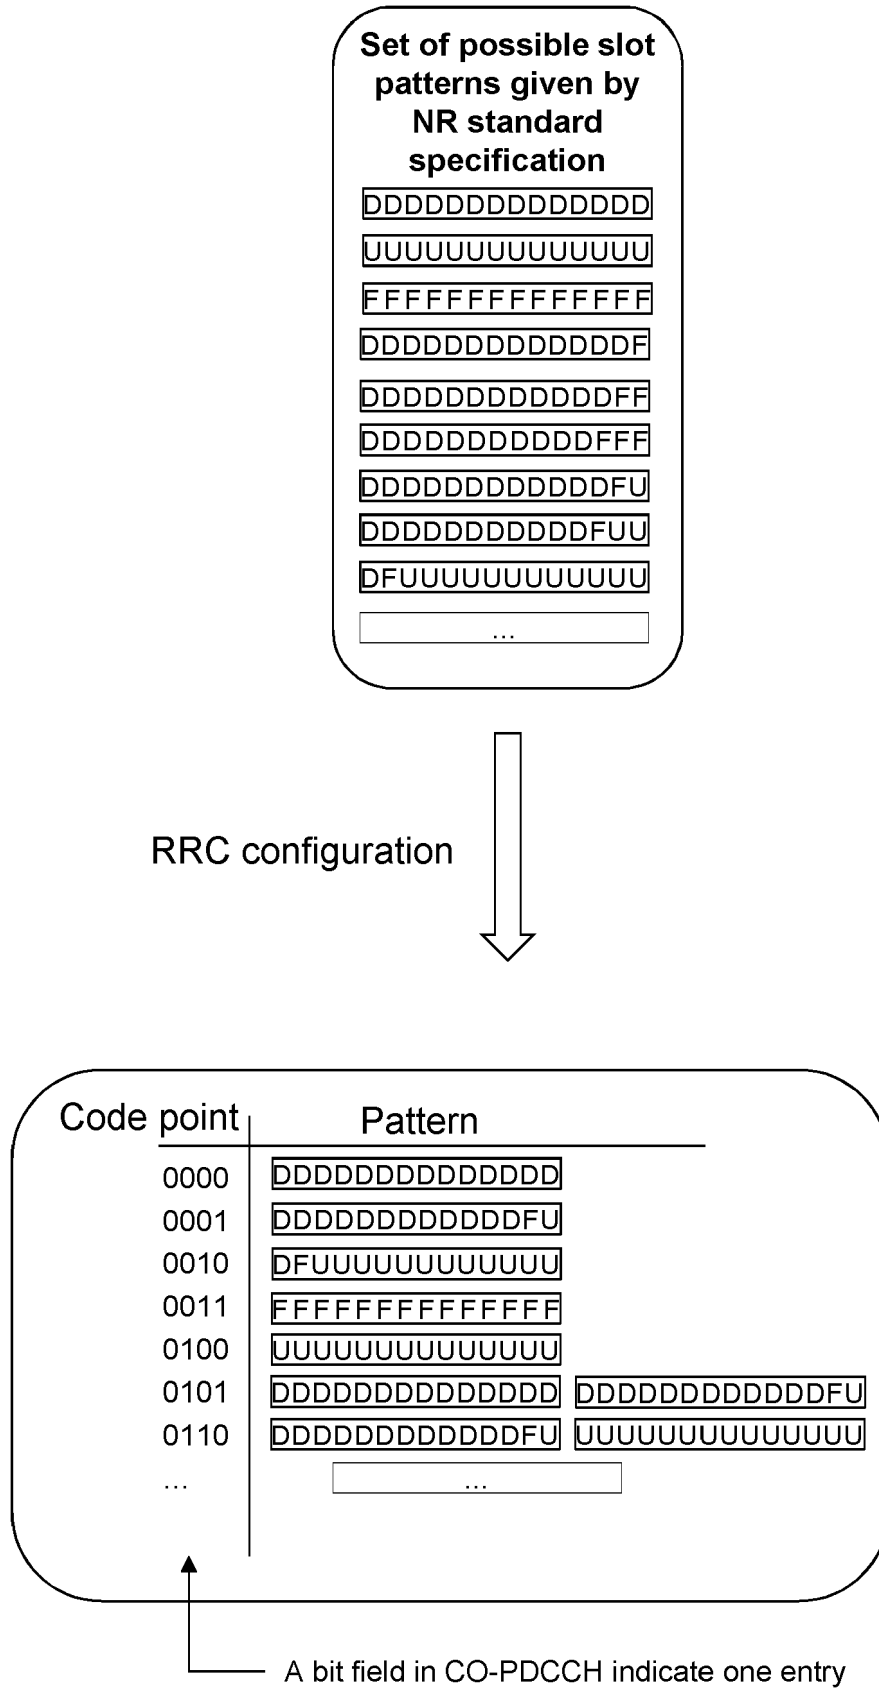 Set of possible slot
patterns given by
NR standard
specification
DDDDDDDDDDDDDD
UUUUUUUUUUUUUU
FFFFFFFFFFFFFF
DDDDDDDDDDDDDF
DDDDDDDDDDDDFF
DDDDDDDDDDDFFF
DDDDDDDDDDDDFU
DDDDDDDDDDDFUU
DFUUUUUUUUUUUU
...
RRC configuration
Code point Pattern
0000 DDDDDDDDDDDDDD
0001 DDDDDDDDDDDDFU
0010 DFUUUUUUUUUUUU
0011 FFFFFFFFFFFFFF
0100 UUUUUUUUUUUUUU
0101 DDDDDDDDDDDDDD DDDDDDDDDDDDFU
0110 DDDDDDDDDDDDFU UUUUUUUUUUUUUU
... ...
A bit field in CO-PDCCH indicate one entry